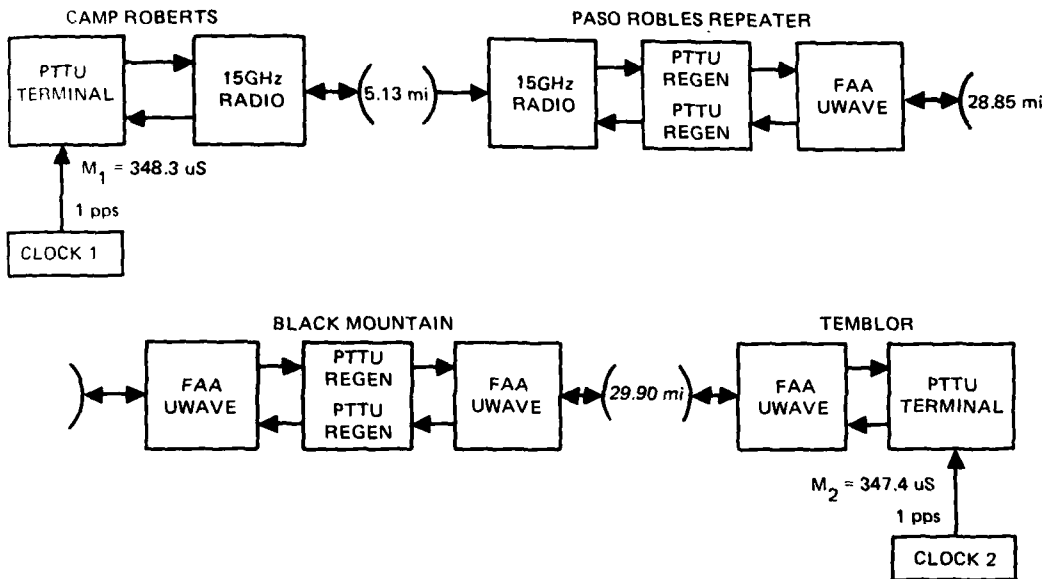 CAMP ROBERTS
PTTU
TERMINAL
15GHz
RADIO
5.13 mi
M1 = 348.3 uS
1 pps
CLOCK 1
PASO ROBLES REPEATER
15GHz
RADIO
PTTU
REGEN
PTTU
REGEN
FAA
UWAVE
28.85 mi
BLACK MOUNTAIN
FAA
UWAVE
PTTU
REGEN
PTTU
REGEN
FAA
UWAVE
29.90 mi
TEMBLOR
FAA
UWAVE
PTTU
TERMINAL
M2 = 347.4 uS
1 pps
CLOCK 2